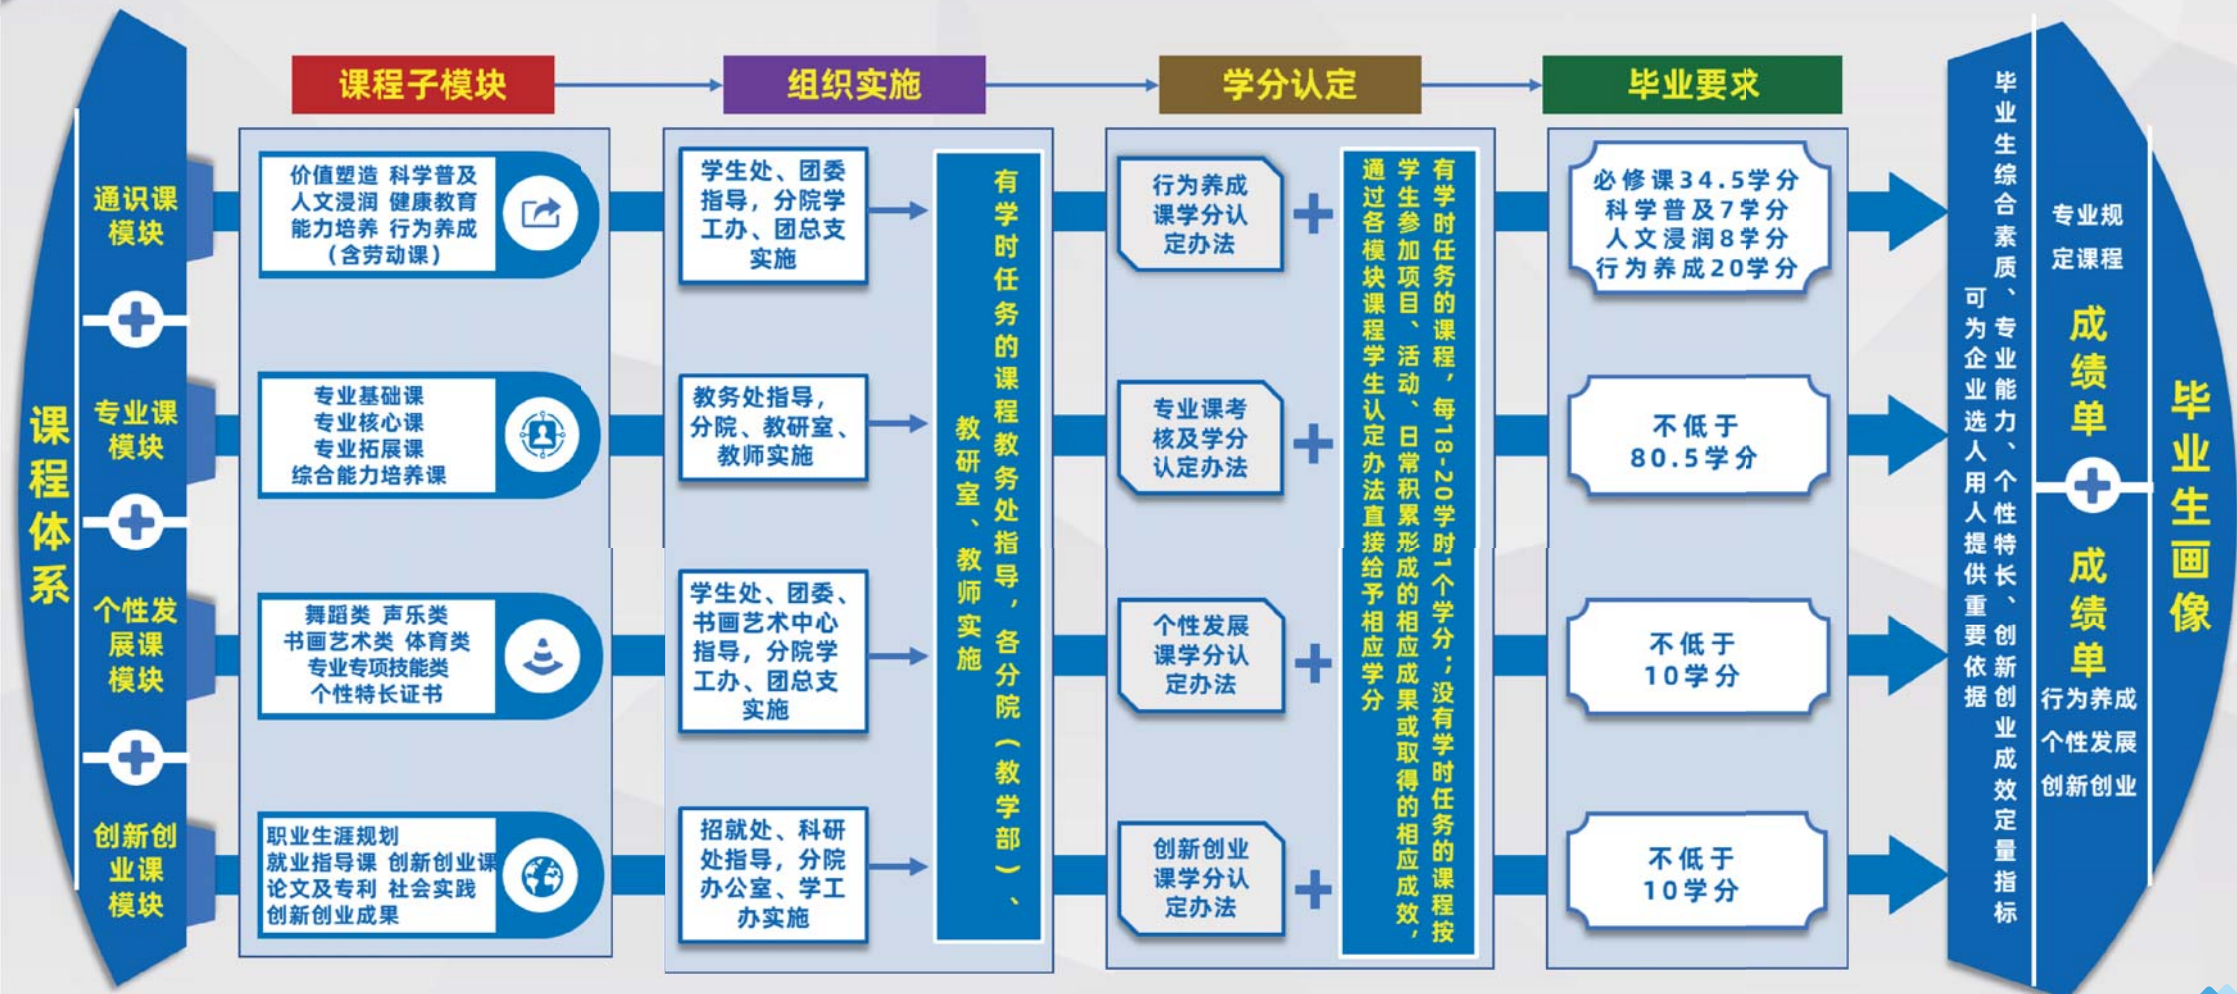 课程体系
通识课
模块
专业课
模块
个性发
展课
模块
创新创
业课
模块
课程子模块
组织实施
学分认定
毕业要求
价值塑造 科学普及
人文浸润 健康教育
能力培养 行为养成
(含劳动课)
专业基础课
专业核心课
专业拓展课
综合能力培养课
舞蹈类 声乐类
书画艺术类 体育类
专业专项技能类
个性特长证书
职业生涯规划
就业指导课 创新创业课
论文及专利 社会实践
创新创业成果
学生处、团委
指导,分院学
工办、团总支
实施
教务处指导,
分院、教研室、
教师实施
学生处、团委、
书画艺术中心
指导,分院学
工办、团总支
实施
招就处、科研
处指导,分院
办公室、学工
办实施
有学时任务的课程教务处指导,各分院(教学部)、
教研室、教师实施
行为养成
课学分认
定办法
专业课考
核及学分
认定办法
个性发展
课学分认
定办法
创新创业
课学分认
定办法
有学时任务的课程,每18-20学时1个学分;没有学时任务的课程按
学生参加项目、活动、日常积累形成的相应成果或取得的相应成效,
通过各模块课程学生认定办法直接给予相应学分
必修课34.5学分
科学普及7学分
人文浸润8学分
行为养成20学分
不低于
80.5学分
不低于
10学分
不低于
10学分
毕业生综合素质、专业能力、个性特长、创新创业成效定量指标
可为企业选人用人提供重要依据
专业规
定课程
成绩单
成绩单
行为养成
个性发展
创新创业
毕业生画像